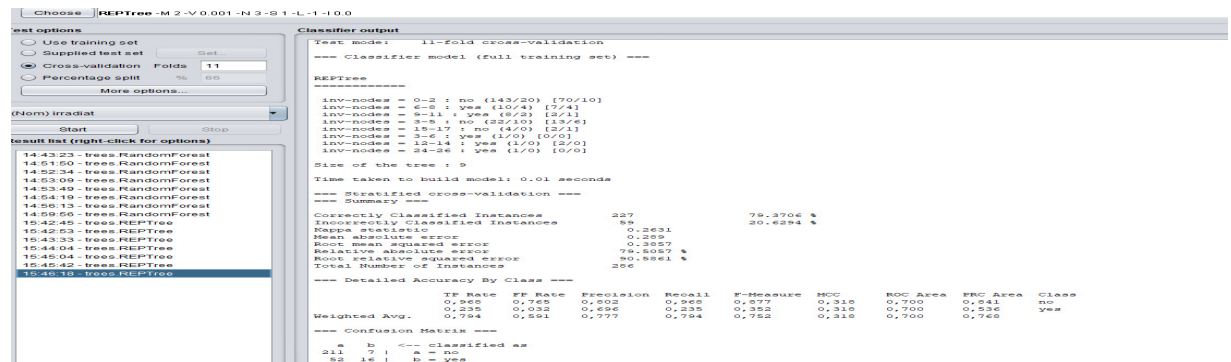 Choose REPTree -M 2 -V 0.001 -N 3 -S 1 -L -1 -I 0.0
Test options
Use training set
Supplied test set Set...
Cross-validation Folds 11
Percentage split % 66
More options...
(Nom) irradiat
Start Stop
Result list (right-click for options)
14:43:23 - trees.RandomForest
14:51:50 - trees.RandomForest
14:52:34 - trees.RandomForest
14:53:09 - trees.RandomForest
14:53:49 - trees.RandomForest
14:54:19 - trees.RandomForest
14:56:13 - trees.RandomForest
14:59:56 - trees.RandomForest
15:42:45 - trees.REPTree
15:42:53 - trees.REPTree
15:43:33 - trees.REPTree
15:44:04 - trees.REPTree
15:45:04 - trees.REPTree
15:45:42 - trees.REPTree
15:46:18 - trees.REPTree
Classifier output
Test mode: 11-fold cross-validation
=== Classifier model (full training set) ===
REPTree
============
inv-nodes = 0-2 : no (143/20) [70/10]
inv-nodes = 6-8 : yes (10/4) [7/4]
inv-nodes = 9-11 : yes (8/2) [2/1]
inv-nodes = 3-5 : no (22/10) [13/6]
inv-nodes = 15-17 : no (4/0) [2/1]
inv-nodes = 3-6 : yes (1/0) [0/0]
inv-nodes = 12-14 : yes (1/0) [2/0]
inv-nodes = 24-26 : yes (1/0) [0/0]
Size of the tree : 9
Time taken to build model: 0.01 seconds
=== Stratified cross-validation ===
=== Summary ===
Correctly Classified Instances 227 79.3706 %
Incorrectly Classified Instances 59 20.6294 %
Kappa statistic 0.2631
Mean absolute error 0.289
Root mean squared error 0.3857
Relative absolute error 79.5057 %
Root relative squared error 90.5861 %
Total Number of Instances 286
=== Detailed Accuracy By Class ===
TP Rate FP Rate Precision Recall F-Measure MCC ROC Area PRC Area Class
0,968 0,765 0,802 0,968 0,877 0,318 0,700 0,841 no
0,235 0,032 0,696 0,235 0,352 0,318 0,700 0,536 yes
Weighted Avg. 0,794 0,591 0,777 0,794 0,752 0,318 0,700 0,768
=== Confusion Matrix ===
a b <-- classified as
211 7 | a = no
52 16 | b = yes